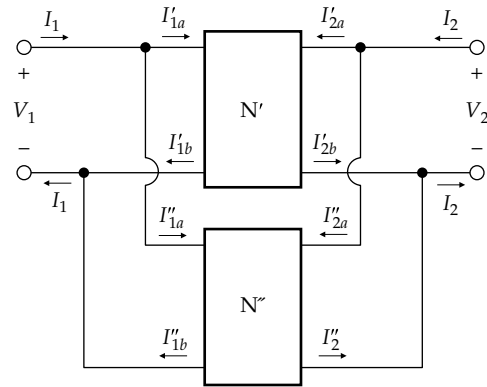 I₁ I′₁ₐ I′₂ₐ I₂
+ +
V₁ N′ V₂
− I′₁b I′₂b −
I₁ I₂
I″₁ₐ I″₂ₐ
N″
I″₁b I″₂